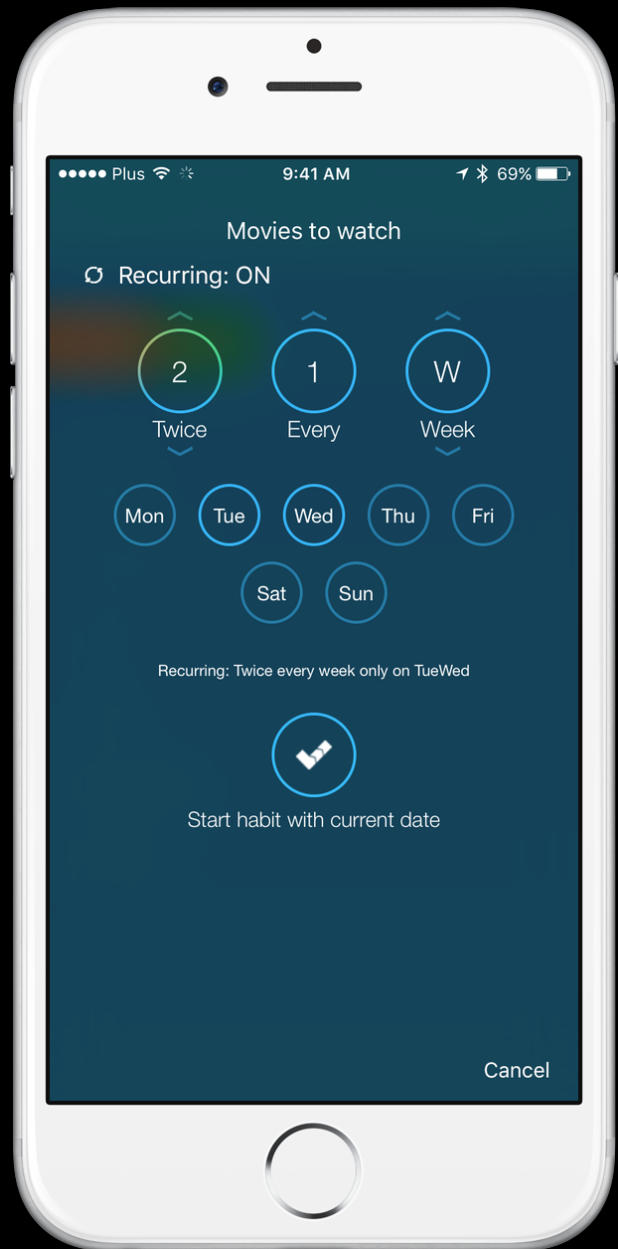 Plus 9:41 AM 69%
Movies to watch
Recurring: ON
2 1 W
Twice Every Week
Mon Tue Wed Thu Fri
Sat Sun
Recurring: Twice every week only on TueWed
Start habit with current date
Cancel